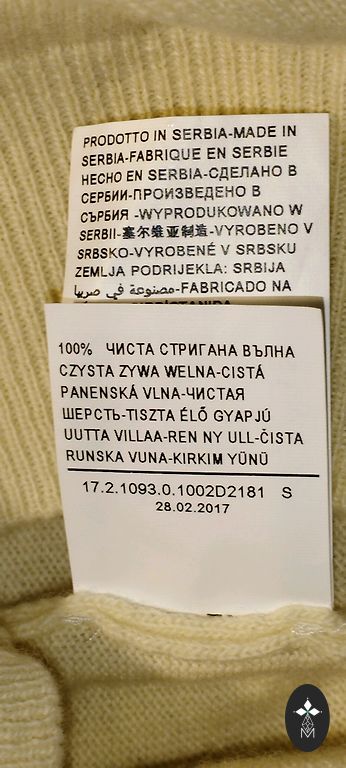 PRODOTTO IN SERBIA-MADE IN
SERBIA-FABRIQUE EN SERBIE
HECHO EN SERBIA-СДЕЛАНО В
СЕРБИИ-ПРОИЗВЕДЕНО В
СЪРБИЯ -WYPRODUKOWANO W
SERBII-塞尔维亚制造-VYROBENO V
SRBSKO-VYROBENÉ V SRBSKU
ZEMLJA PODRIJEKLA: SRBIJA
مصنوعة في صربيا-FABRICADO NA
100% ЧИСТА СТРИГАНА ВЪЛНА
CZYSTA ZYWA WELNA-CISTÁ
PANENSKÁ VLNA-ЧИСТАЯ
ШЕРСТЬ-TISZTA ÉLŐ GYAPJÚ
UUTTA VILLAA-REN NY ULL-ČISTA
RUNSKA VUNA-KIRKIM YÜNÜ
17.2.1093.0.1002D2181 S
28.02.2017
M